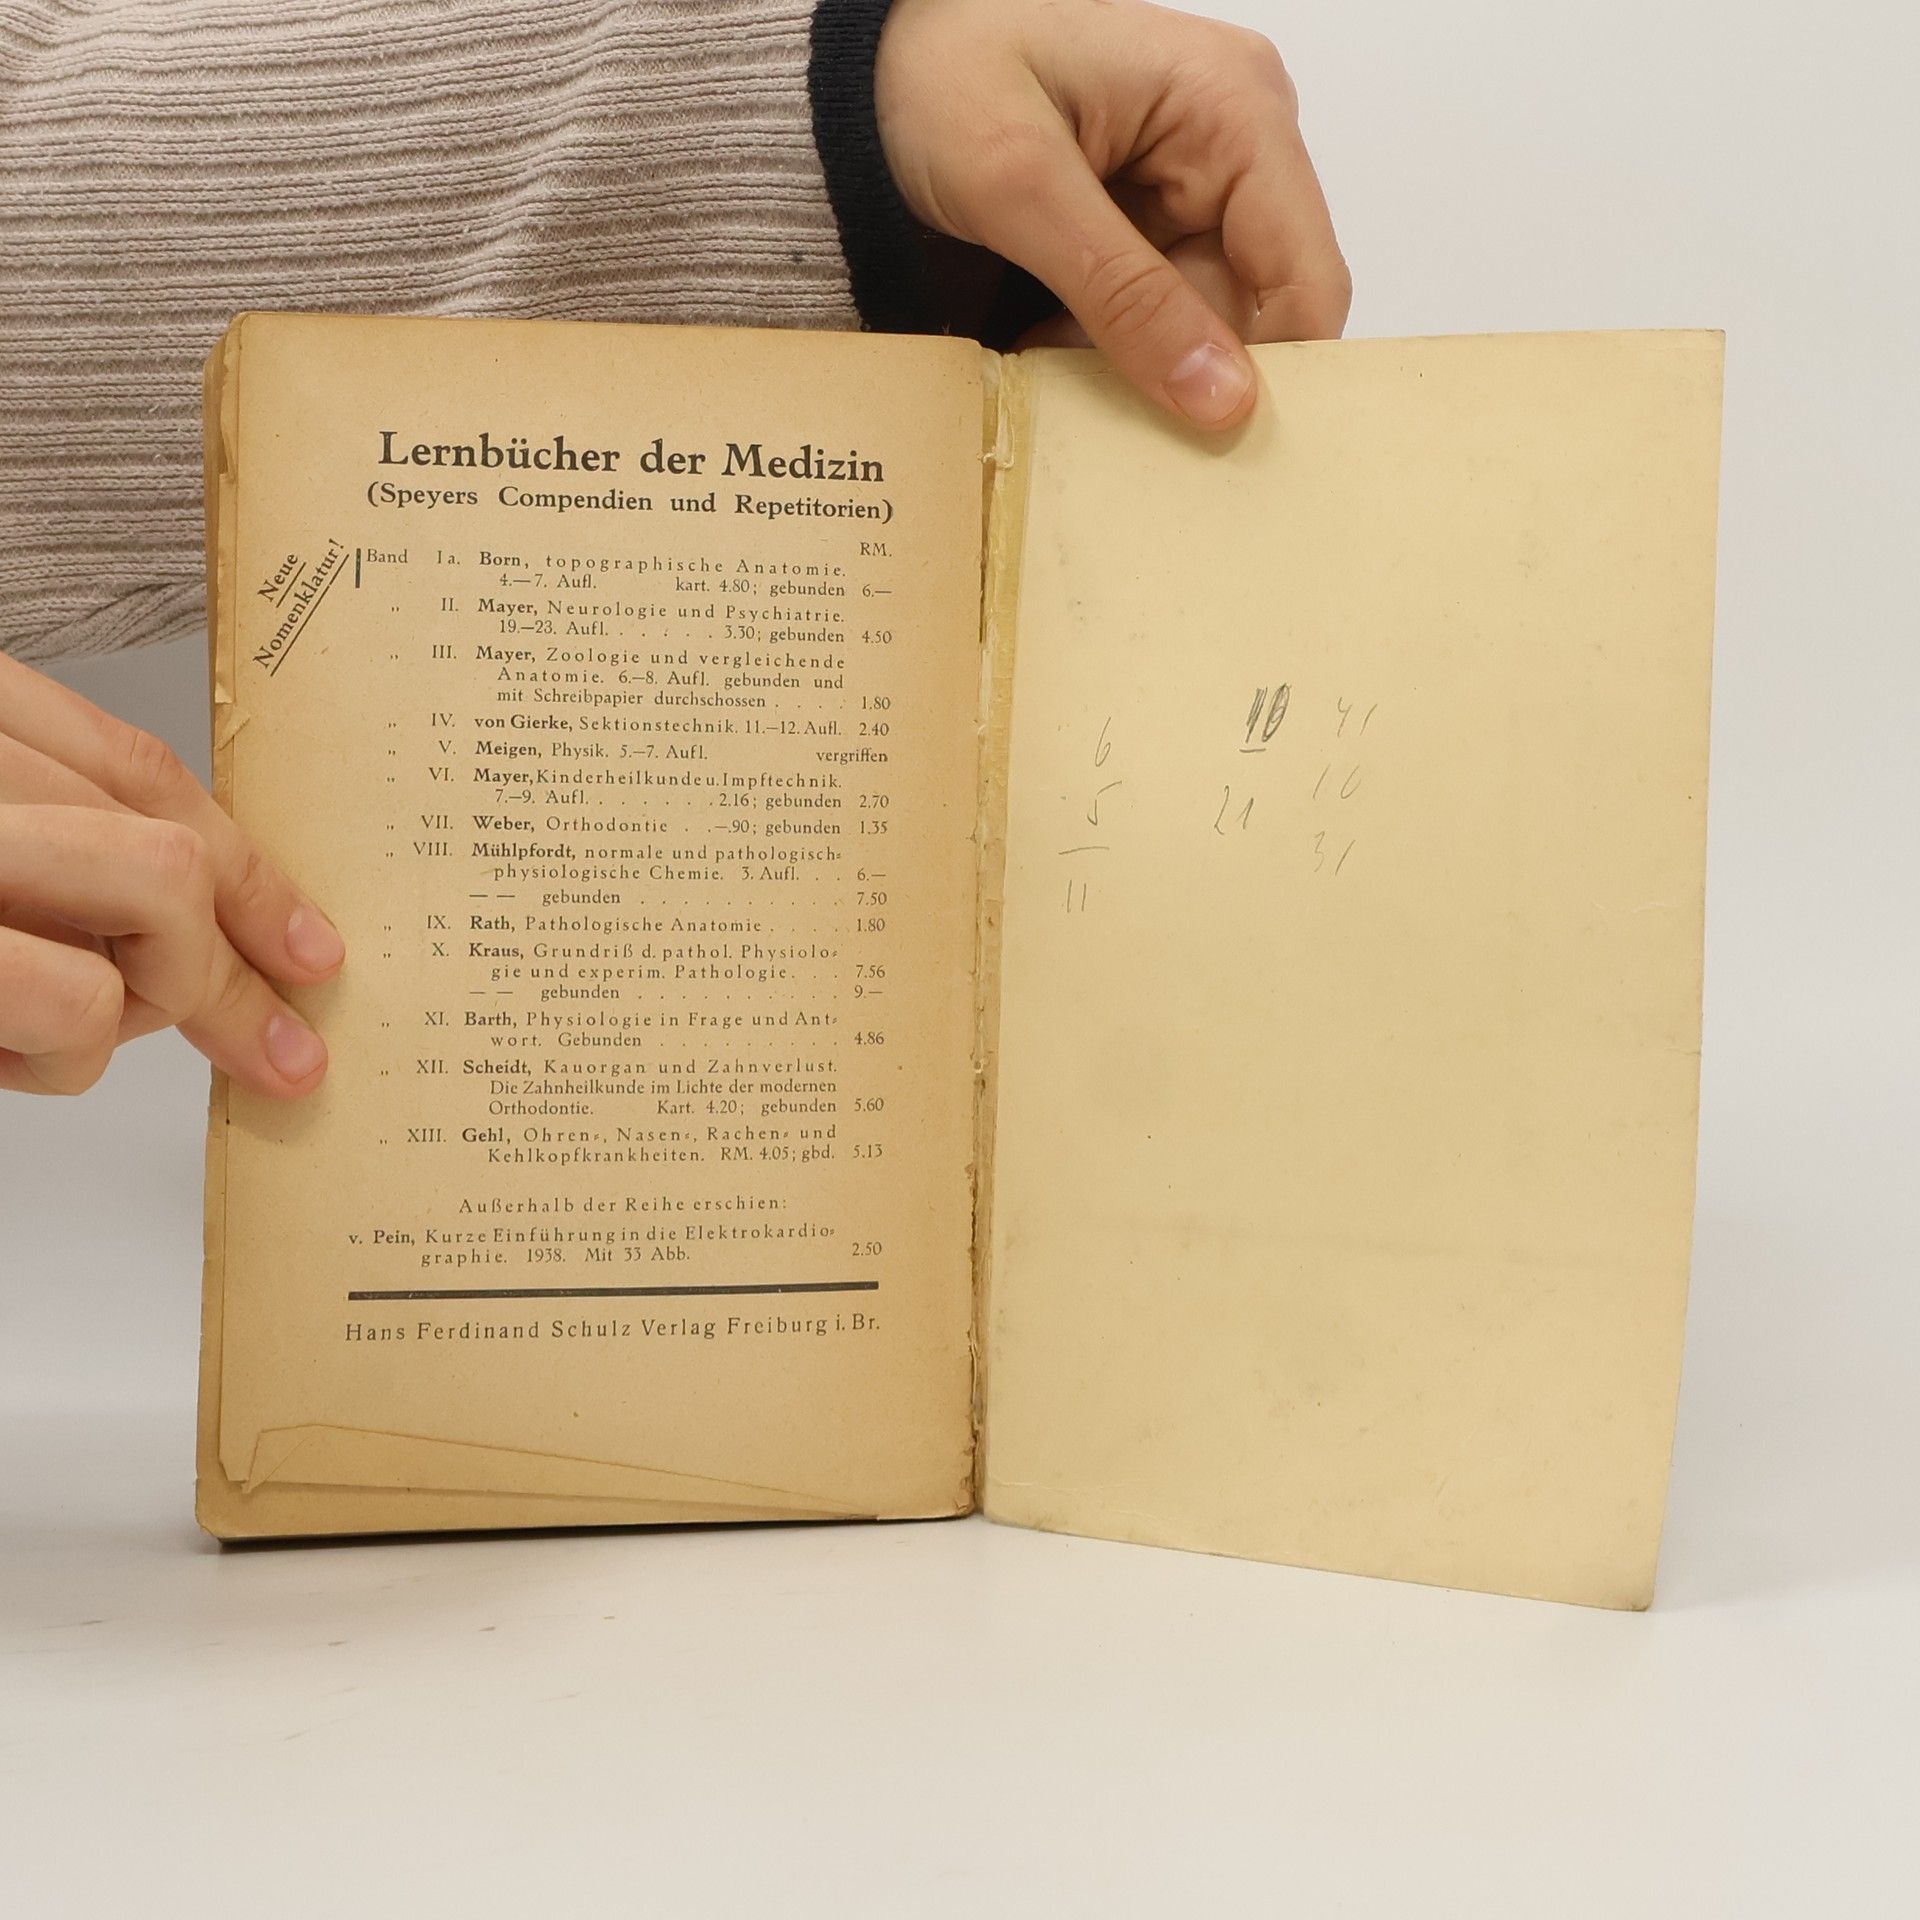 Lernbücher der Medizin
(Speyers Compendien und Repetitorien)
Neue
Nomenklatur!
RM.
Band I a. Born, topographische Anatomie.
4.—7. Aufl. kart. 4.80; gebunden 6.—
„ II. Mayer, Neurologie und Psychiatrie.
19.—23. Aufl. . . . . . 3.30; gebunden 4.50
„ III. Mayer, Zoologie und vergleichende
Anatomie. 6.—8. Aufl. gebunden und
mit Schreibpapier durchschossen . . . . 1.80
„ IV. von Gierke, Sektionstechnik. 11.—12. Aufl. 2.40
„ V. Meigen, Physik. 5.—7. Aufl. vergriffen
„ VI. Mayer, Kinderheilkunde u. Impftechnik.
7.—9. Aufl. . . . . . . 2.16; gebunden 2.70
„ VII. Weber, Orthodontie . .—.90; gebunden 1.35
„ VIII. Mühlpfordt, normale und pathologisch-
physiologische Chemie. 3. Aufl. . . 6.—
— — gebunden . . . . . . . . . . 7.50
„ IX. Rath, Pathologische Anatomie . . . . 1.80
„ X. Kraus, Grundriß d. pathol. Physiolo-
gie und experim. Pathologie. . . 7.56
— — gebunden . . . . . . . . . . 9.—
„ XI. Barth, Physiologie in Frage und Ant-
wort. Gebunden . . . . . . . . . 4.86
„ XII. Scheidt, Kauorgan und Zahnverlust.
Die Zahnheilkunde im Lichte der modernen
Orthodontie. Kart. 4.20; gebunden 5.60
„ XIII. Gehl, Ohren-, Nasen-, Rachen- und
Kehlkopfkrankheiten. RM. 4.05; gbd. 5.13
Außerhalb der Reihe erschien:
v. Pein, Kurze Einführung in die Elektrokardio-
graphie. 1938. Mit 33 Abb. 2.50
Hans Ferdinand Schulz Verlag Freiburg i. Br.
6
5
11
10
21
41
10
31